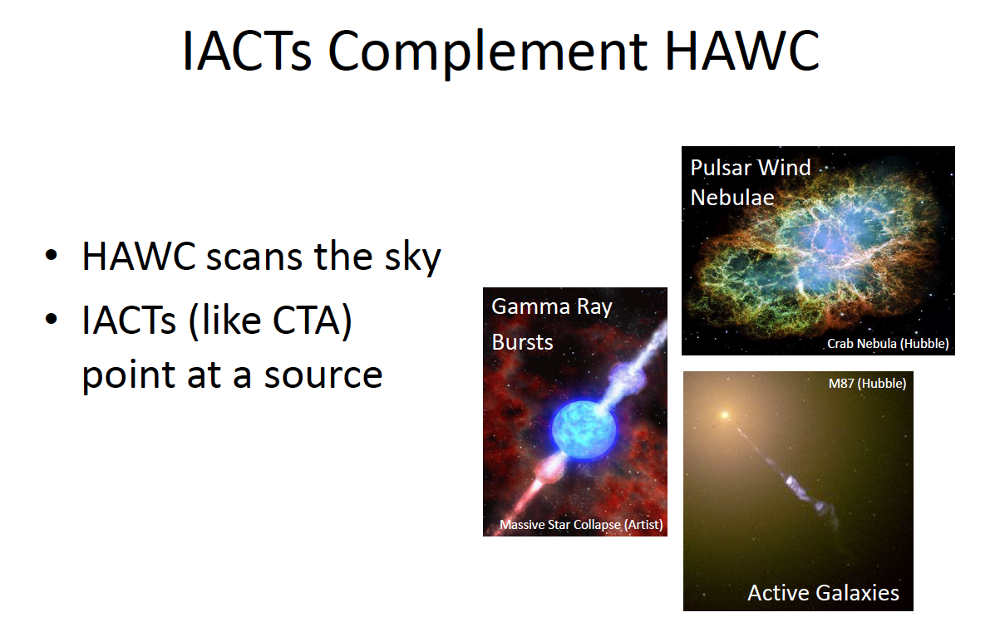 IACTs Complement HAWC
• HAWC scans the sky
• IACTs (like CTA)
point at a source
Gamma Ray
Bursts
Massive Star Collapse (Artist)
Pulsar Wind
Nebulae
Crab Nebula (Hubble)
M87 (Hubble)
Active Galaxies